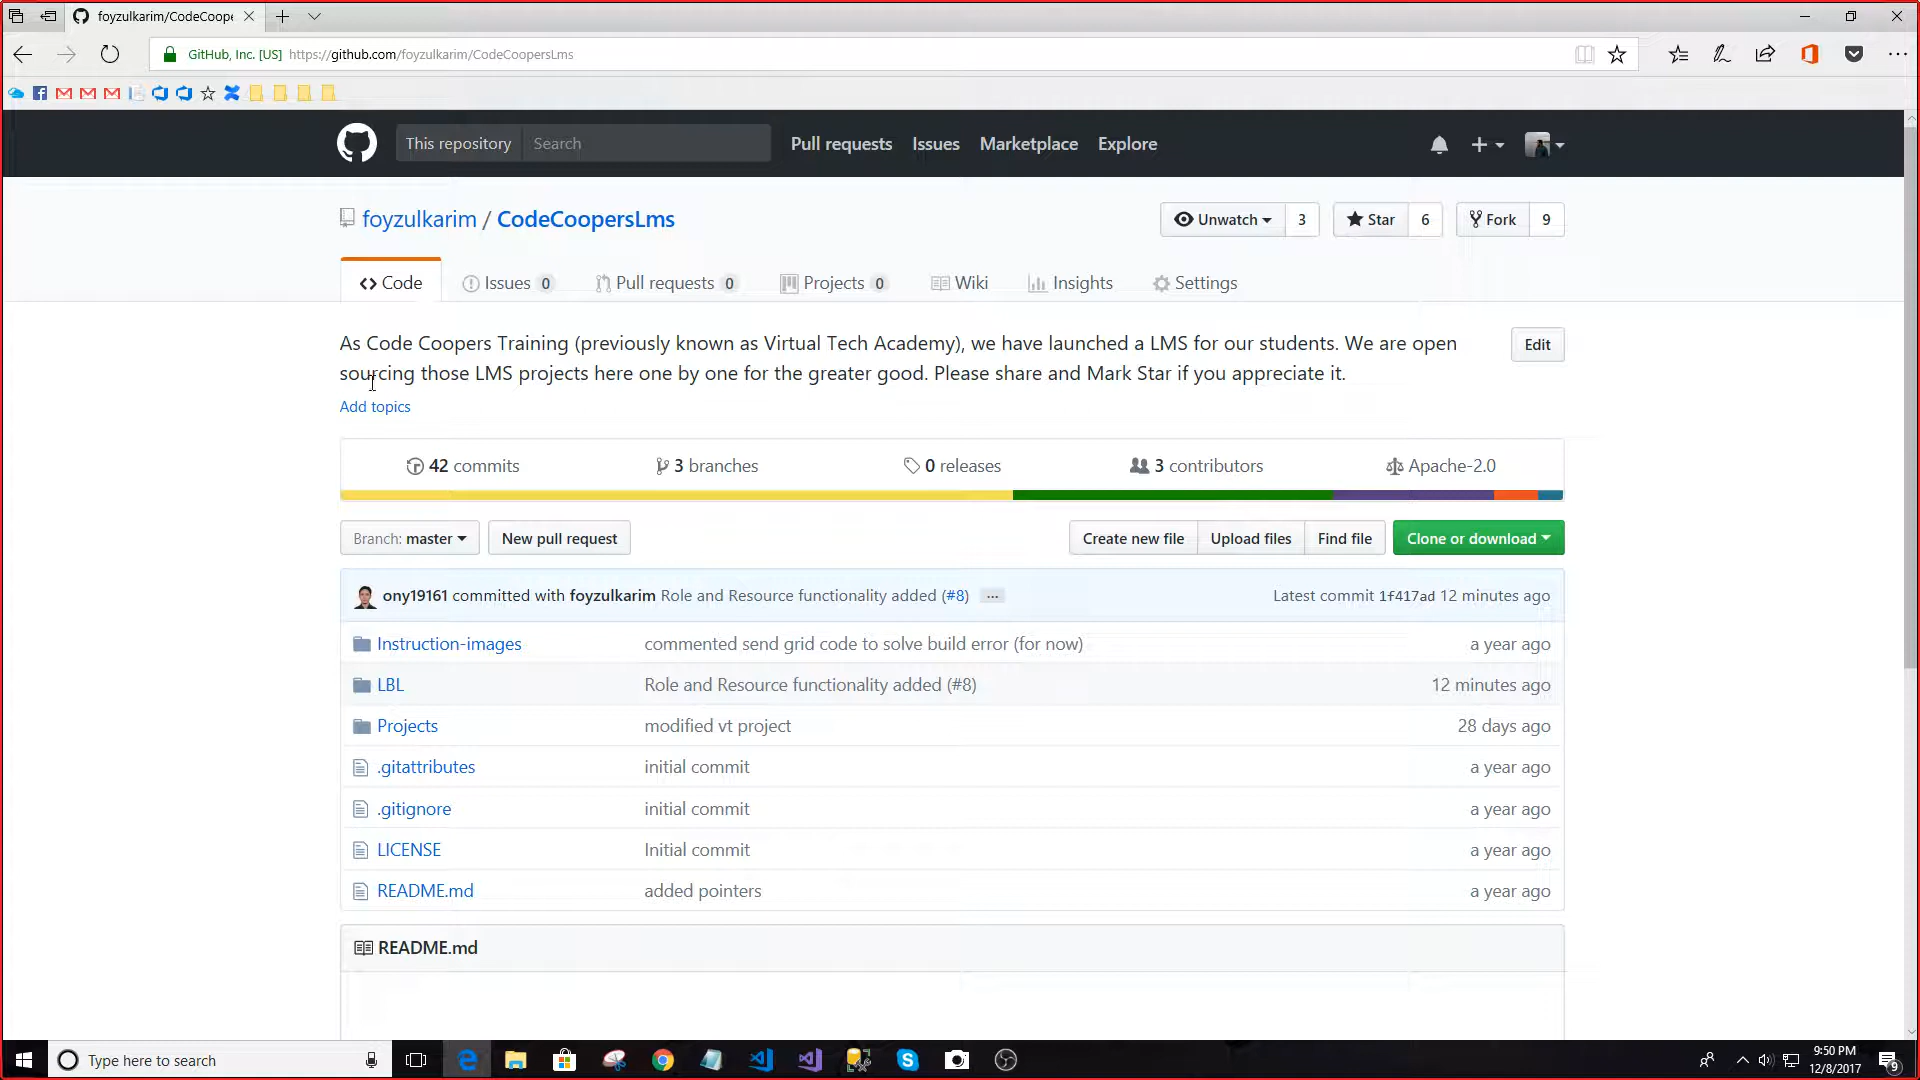 foyzulkarim/CodeCoope
GitHub, Inc. [US] https://github.com/foyzulkarim/CodeCoopersLms
This repository Search Pull requests Issues Marketplace Explore
foyzulkarim / CodeCoopersLms Unwatch 3 Star 6 Fork 9
Code Issues 0 Pull requests 0 Projects 0 Wiki Insights Settings
As Code Coopers Training (previously known as Virtual Tech Academy), we have launched a LMS for our students. We are open Edit
sourcing those LMS projects here one by one for the greater good. Please share and Mark Star if you appreciate it.
Add topics
42 commits 3 branches 0 releases 3 contributors Apache-2.0
Branch: master New pull request Create new file Upload files Find file Clone or download
ony19161 committed with foyzulkarim Role and Resource functionality added (#8) ... Latest commit 1f417ad 12 minutes ago
Instruction-images commented send grid code to solve build error (for now) a year ago
LBL Role and Resource functionality added (#8) 12 minutes ago
Projects modified vt project 28 days ago
.gitattributes initial commit a year ago
.gitignore initial commit a year ago
LICENSE Initial commit a year ago
README.md added pointers a year ago
README.md
Type here to search 9:50 PM
12/8/2017 9